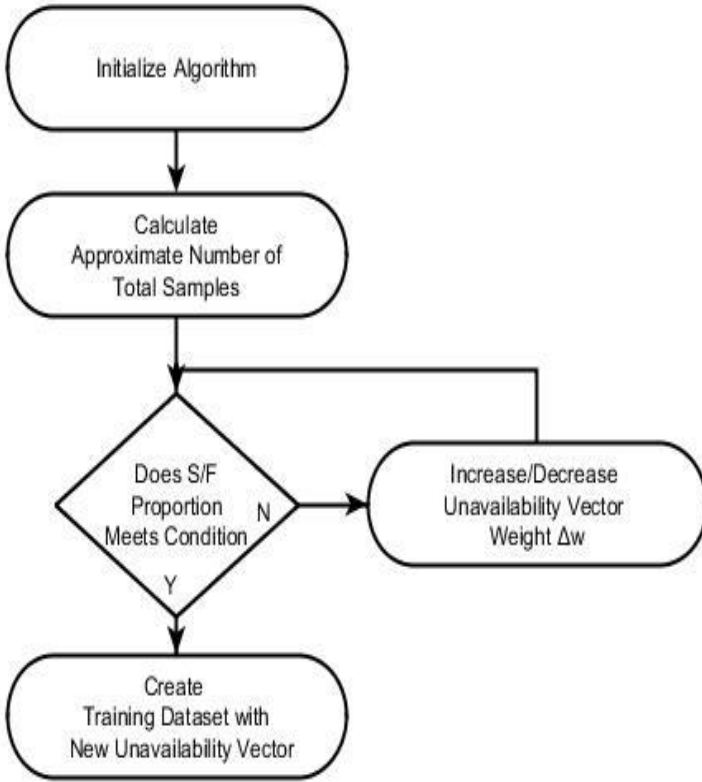 Initialize Algorithm
Calculate
Approximate Number of
Total Samples
Does S/F
Proportion
Meets Condition
N
Y
Increase/Decrease
Unavailability Vector
Weight Δw
Create
Training Dataset with
New Unavailability Vector